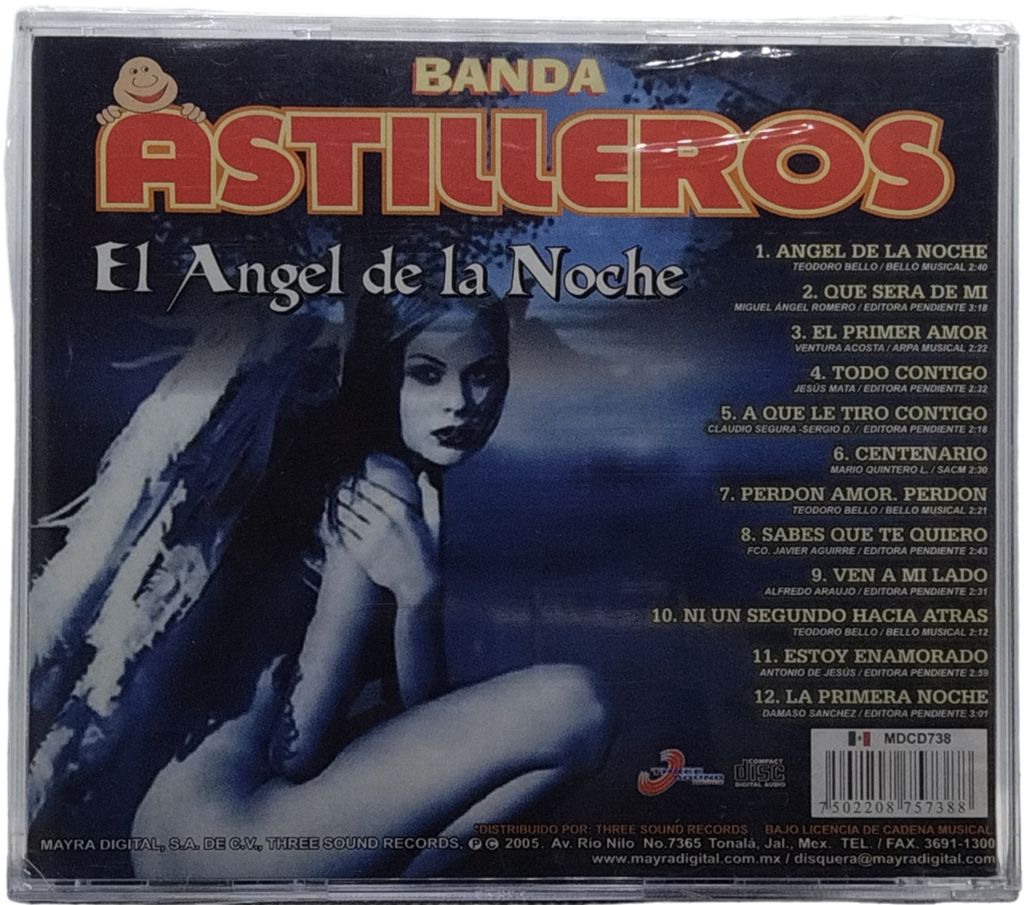 BANDA
ASTILLEROS
El Angel de la Noche
1. ANGEL DE LA NOCHE
TEODORO BELLO / BELLO MUSICAL 2:40
2. QUE SERA DE MI
MIGUEL ÁNGEL ROMERO / EDITORA PENDIENTE 3:18
3. EL PRIMER AMOR
VENTURA ACOSTA / ARPA MUSICAL 2:22
4. TODO CONTIGO
JESÚS MATA / EDITORA PENDIENTE 2:32
5. A QUE LE TIRO CONTIGO
CLAUDIO SEGURA -SERGIO D. / EDITORA PENDIENTE 2:18
6. CENTENARIO
MARIO QUINTERO L. / SACM 2:30
7. PERDON AMOR. PERDON
TEODORO BELLO / BELLO MUSICAL 2:21
8. SABES QUE TE QUIERO
FCO. JAVIER AGUIRRE / EDITORA PENDIENTE 2:43
9. VEN A MI LADO
ALFREDO ARAUJO / EDITORA PENDIENTE 2:31
10. NI UN SEGUNDO HACIA ATRAS
TEODORO BELLO / BELLO MUSICAL 2:12
11. ESTOY ENAMORADO
ANTONIO DE JESÚS / EDITORA PENDIENTE 2:59
12. LA PRIMERA NOCHE
DAMASO SANCHEZ / EDITORA PENDIENTE 3:01
MDCD738
THREE SOUND
COMPACT
disc
DIGITAL AUDIO
7 502208 757388
*DISTRIBUIDO POR: THREE SOUND RECORDS. BAJO LICENCIA DE CADENA MUSICAL
MAYRA DIGITAL, S.A. DE C.V., THREE SOUND RECORDS, ℗ © 2005. Av. Río Nilo No.7365 Tonalá, Jal., Mex. TEL. / FAX. 3691-1300
www.mayradigital.com.mx / disquera@mayradigital.com